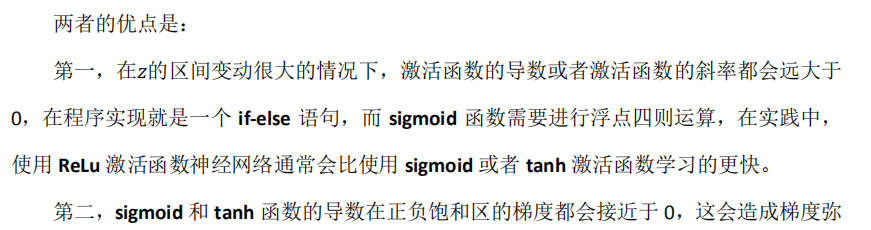 两者的优点是：
第一，在z的区间变动很大的情况下，激活函数的导数或者激活函数的斜率都会远大于
0，在程序实现就是一个 if-else 语句，而 sigmoid 函数需要进行浮点四则运算，在实践中，
使用 ReLu 激活函数神经网络通常会比使用 sigmoid 或者 tanh 激活函数学习的更快。
第二，sigmoid 和 tanh 函数的导数在正负饱和区的梯度都会接近于 0，这会造成梯度弥